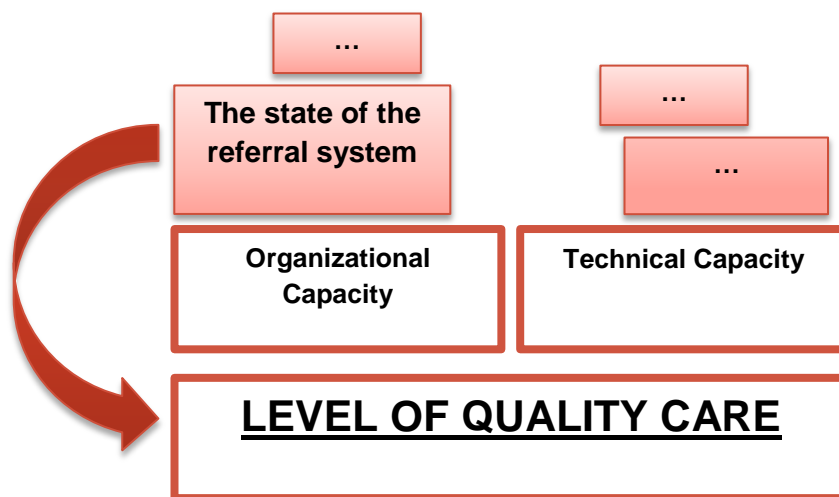 ...
The state of the
referral system
...
...
Organizational
Capacity
Technical Capacity
LEVEL OF QUALITY CARE